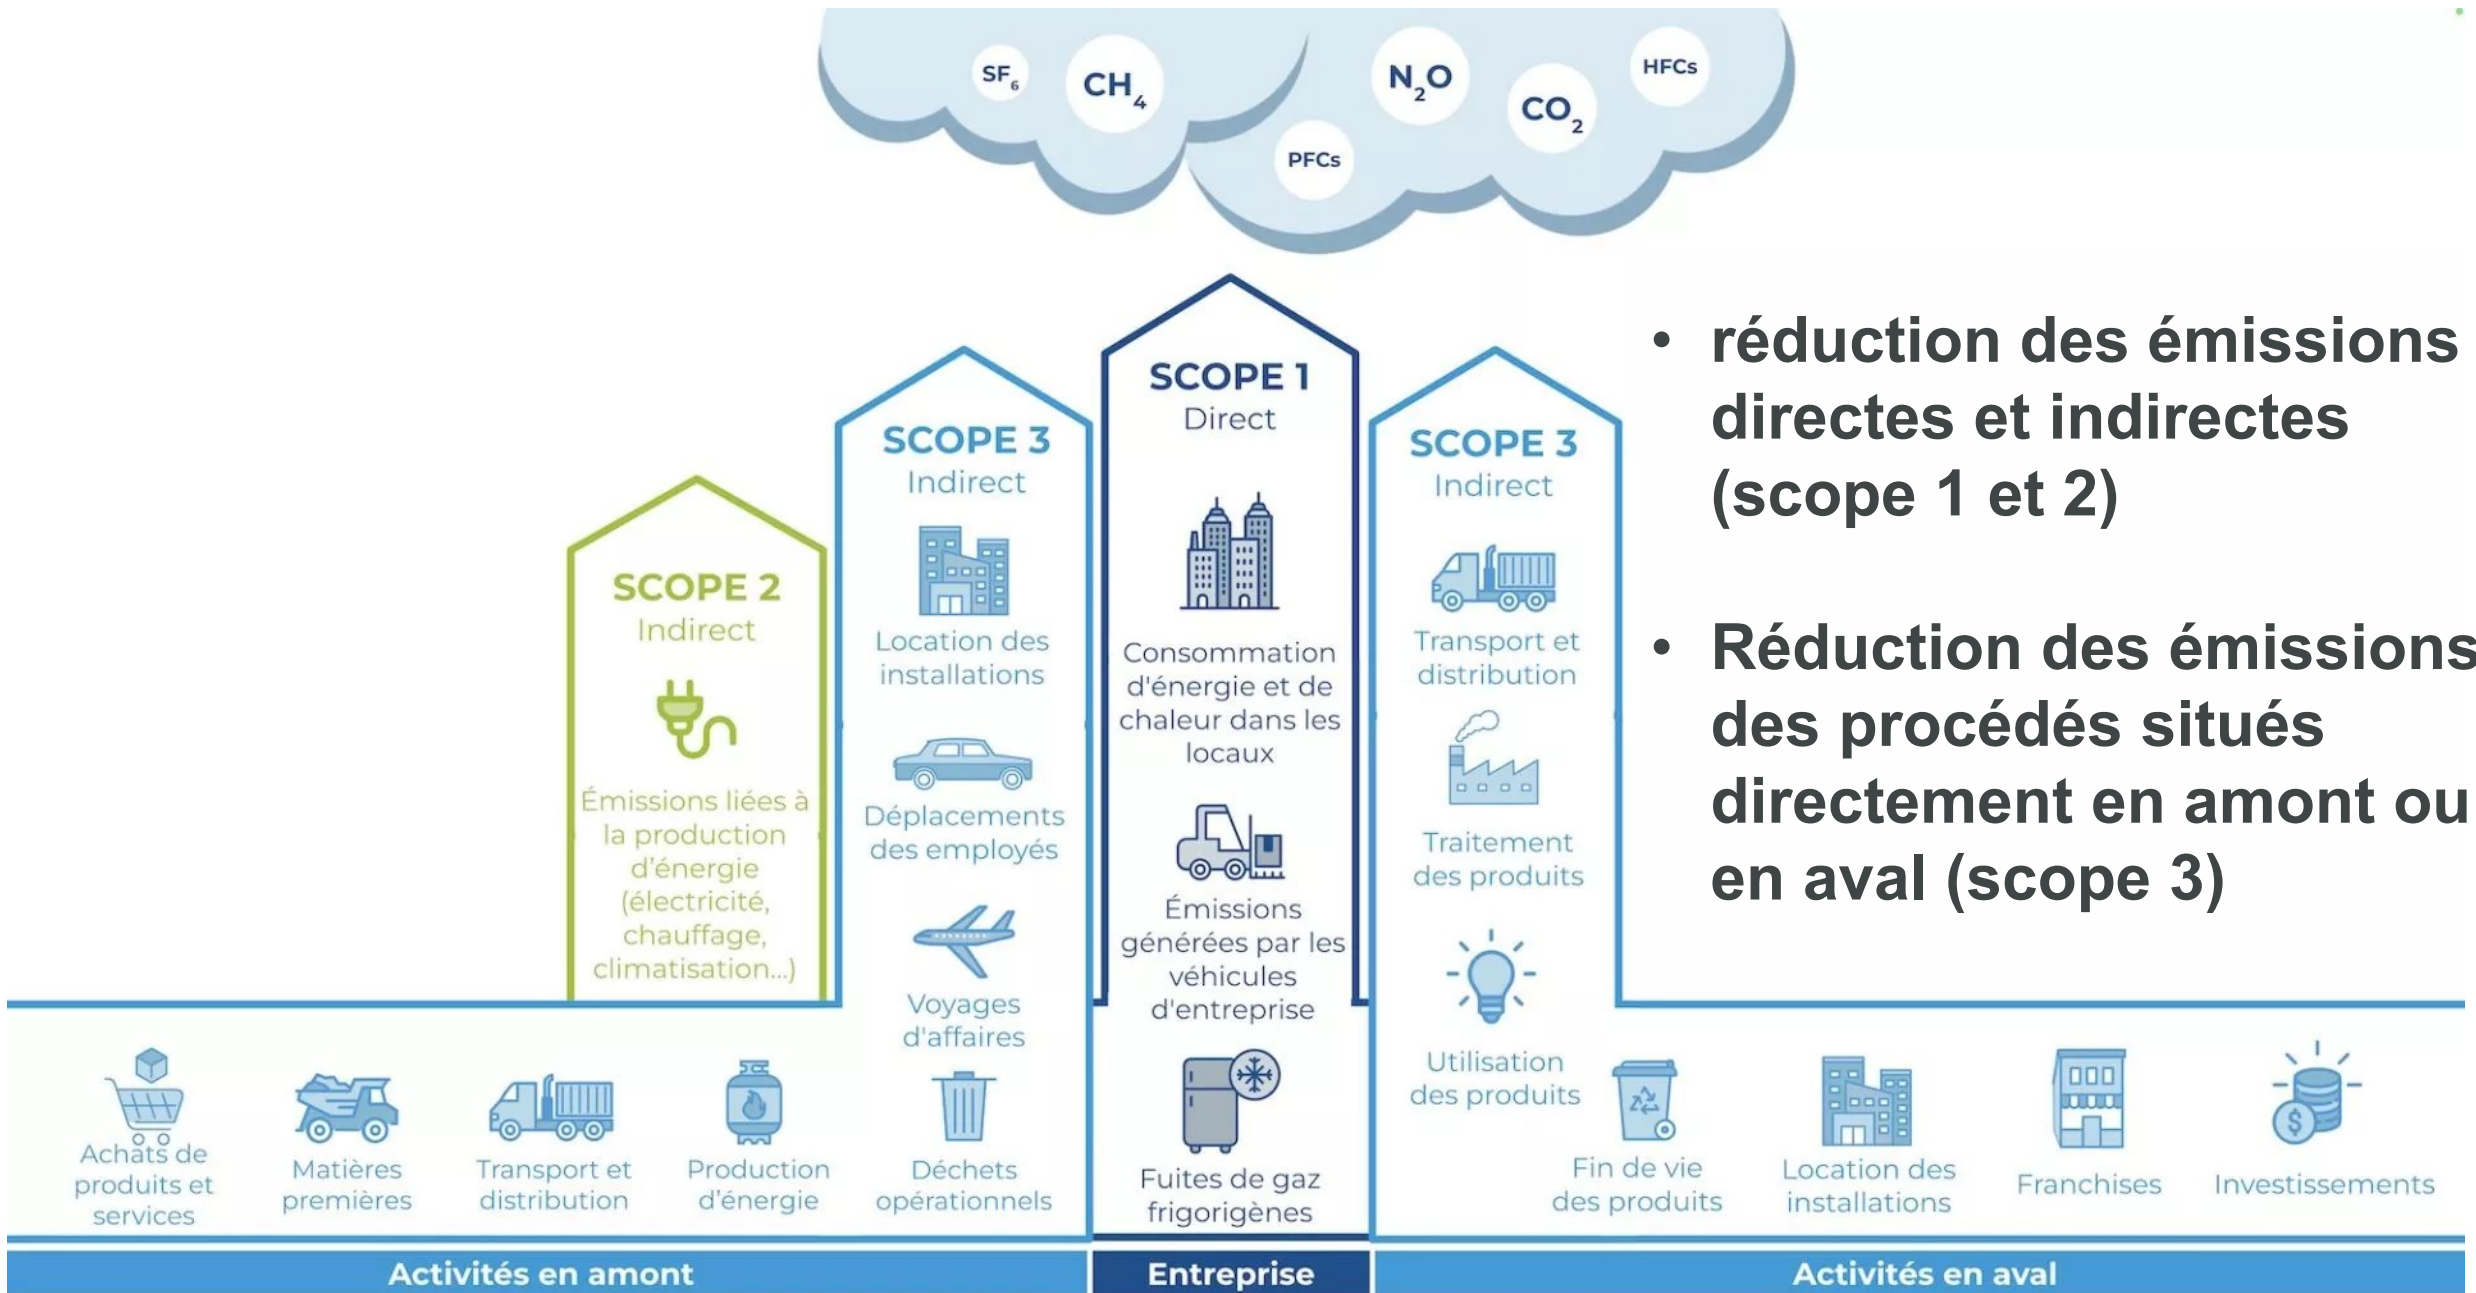 SF₆
CH₄
N₂O
CO₂
HFCs
PFCs
SCOPE 2
Indirect
Émissions liées à
la production
d'énergie
(électricité,
chauffage,
climatisation...)
SCOPE 3
Indirect
Location des
installations
Déplacements
des employés
Voyages
d'affaires
SCOPE 1
Direct
Consommation
d'énergie et de
chaleur dans les
locaux
Émissions
générées par les
véhicules
d'entreprise
Fuites de gaz
frigorigènes
SCOPE 3
Indirect
Transport et
distribution
Traitement
des produits
Utilisation
des produits
• réduction des émissions
directes et indirectes
(scope 1 et 2)
• Réduction des émissions
des procédés situés
directement en amont ou
en aval (scope 3)
Achats de
produits et
services
Matières
premières
Transport et
distribution
Production
d'énergie
Déchets
opérationnels
Fin de vie
des produits
Location des
installations
Franchises
$
Investissements
Activités en amont
Entreprise
Activités en aval